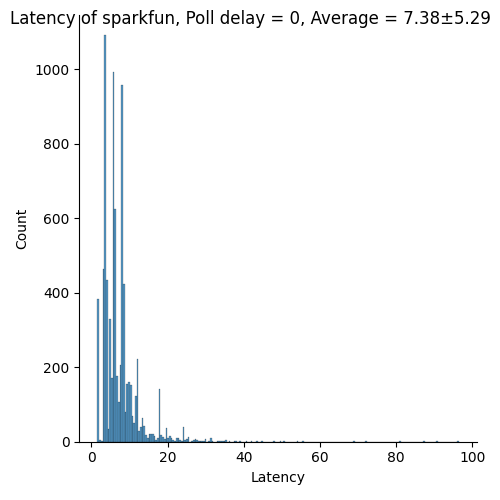 Latency of sparkfun, Poll delay = 0, Average = 7.38±5.29
1000
800
600
400
200
0
Count
0 20 40 60 80 100
Latency